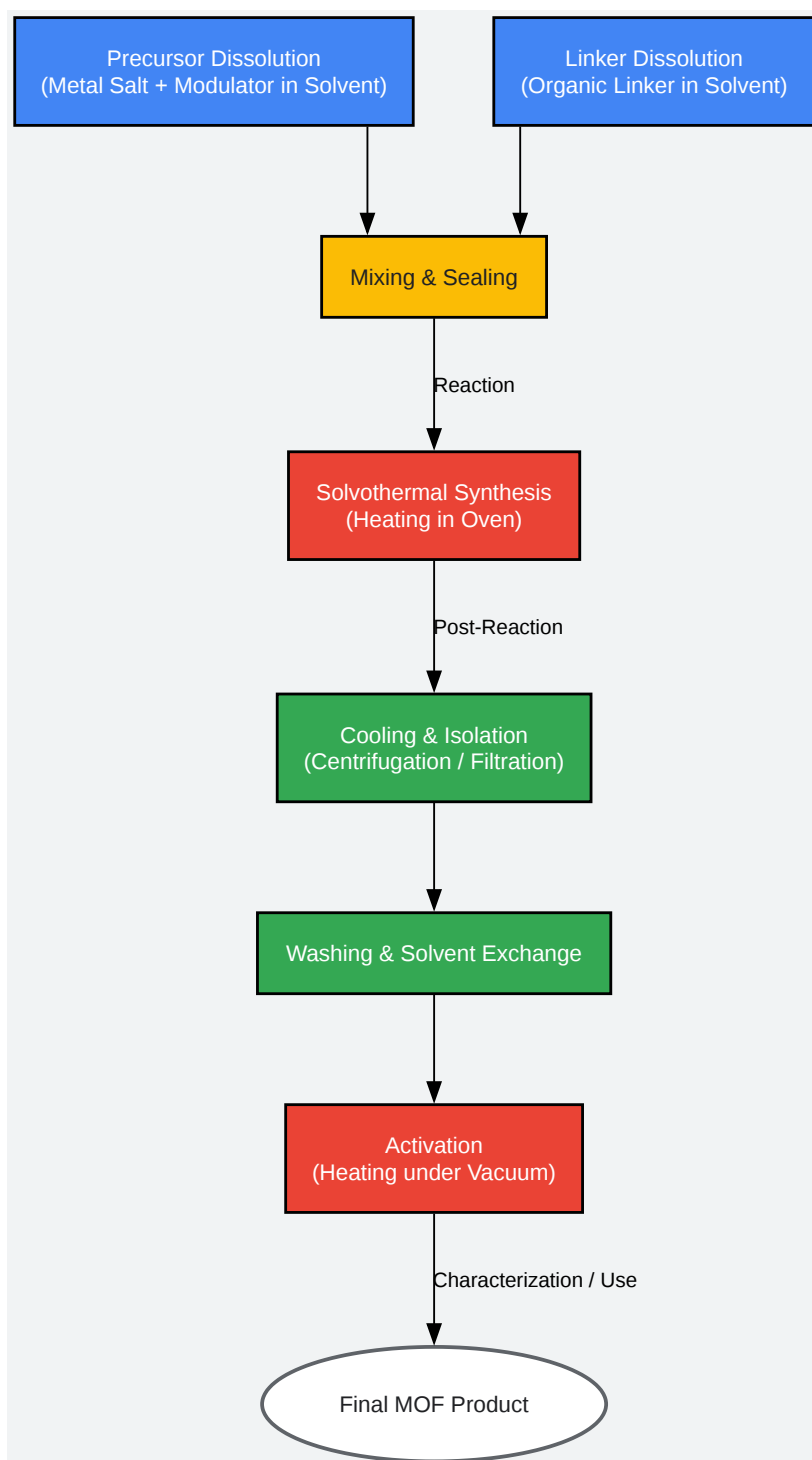 Precursor Dissolution
(Metal Salt + Modulator in Solvent)
Linker Dissolution
(Organic Linker in Solvent)
Mixing & Sealing
Reaction
Solvothermal Synthesis
(Heating in Oven)
Post-Reaction
Cooling & Isolation
(Centrifugation / Filtration)
Washing & Solvent Exchange
Activation
(Heating under Vacuum)
Characterization / Use
Final MOF Product